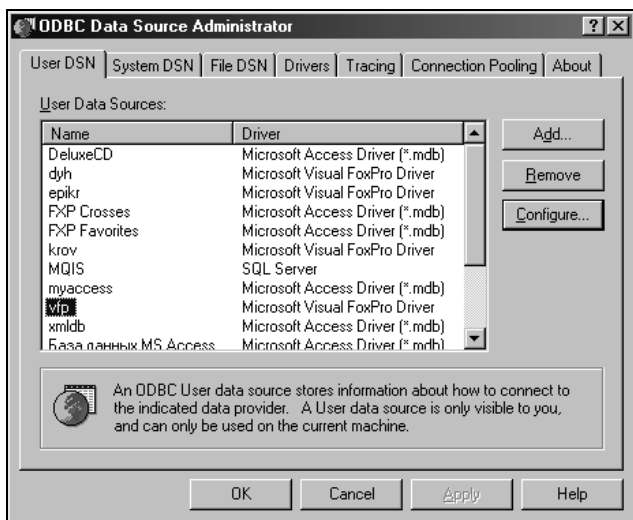 ODBC Data Source Administrator
User DSN System DSN File DSN Drivers Tracing Connection Pooling About
User Data Sources:
Name Driver
DeluxeCD Microsoft Access Driver (*.mdb)
dyh Microsoft Visual FoxPro Driver
epikr Microsoft Visual FoxPro Driver
FXP Crosses Microsoft Access Driver (*.mdb)
FXP Favorites Microsoft Access Driver (*.mdb)
krov Microsoft Visual FoxPro Driver
MQIS SQL Server
myaccess Microsoft Access Driver (*.mdb)
vfp Microsoft Visual FoxPro Driver
xmldb Microsoft Access Driver (*.mdb)
База данных MS Access Microsoft Access Driver (*.mdb)
Add...
Remove
Configure...
An ODBC User data source stores information about how to connect to
the indicated data provider. A User data source is only visible to you,
and can only be used on the current machine.
OK Cancel Apply Help